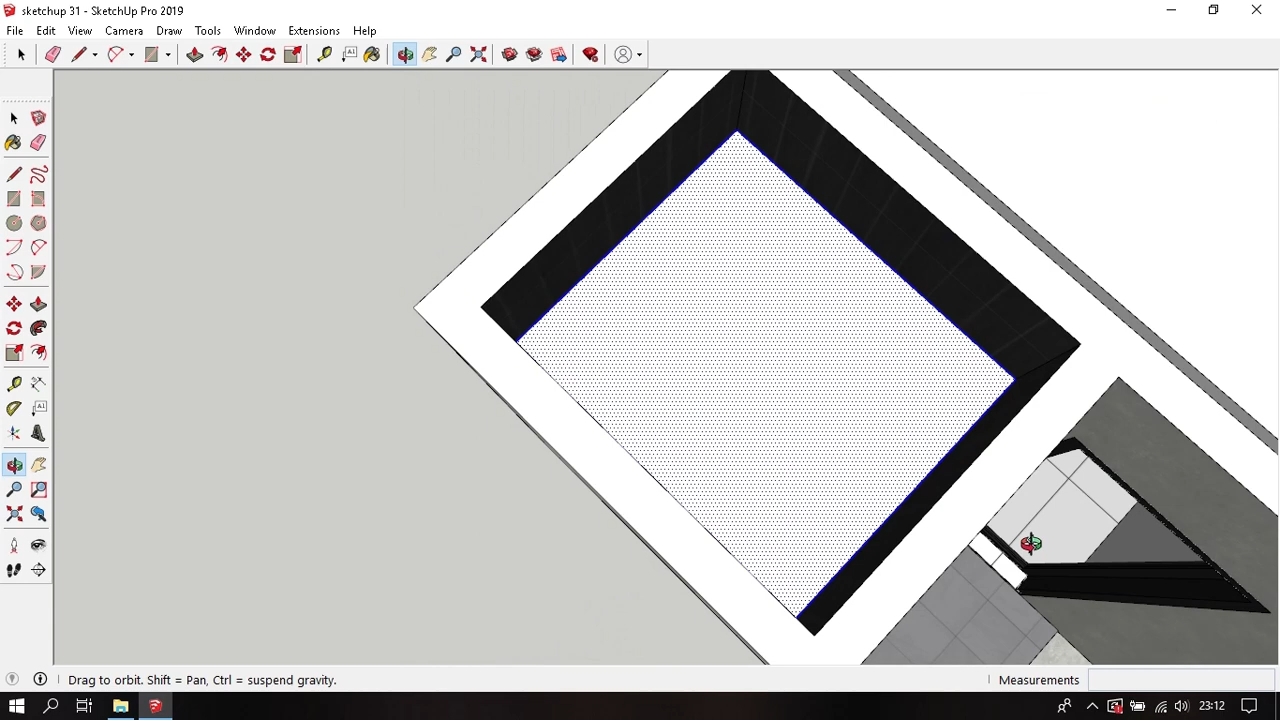 sketchup 31 - SketchUp Pro 2019
File Edit View Camera Draw Tools Window Extensions Help
Drag to orbit. Shift = Pan, Ctrl = suspend gravity. Measurements
23:12